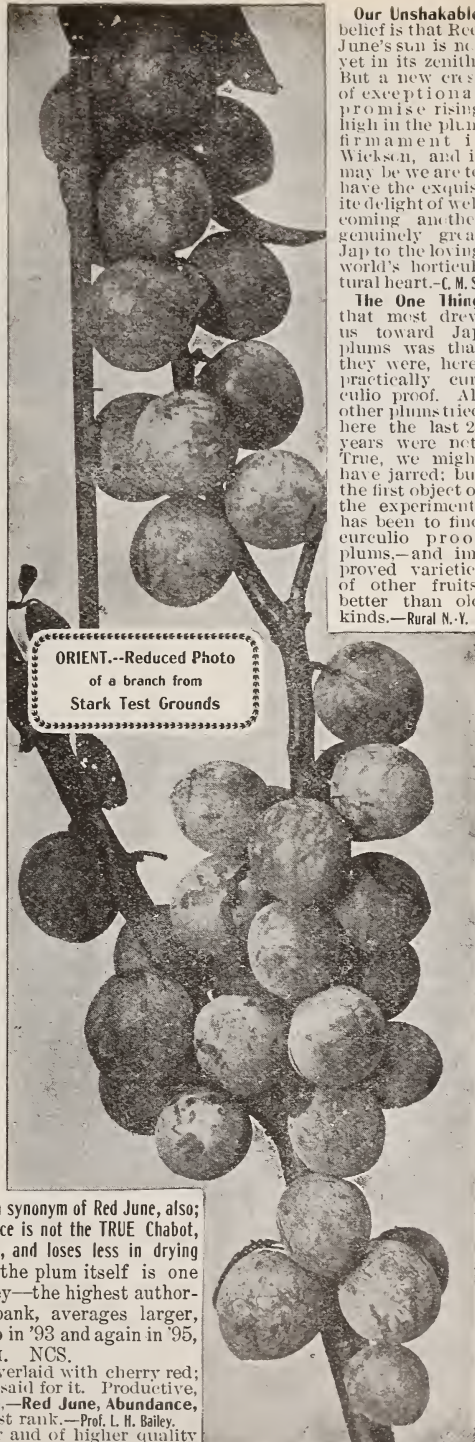 Our Unshakable
belief is that Red
June's sun is not
yet in its zenith
But a new
of exceptional
promise rising
high in the plum
firmament is
Wickson, and it
may be we are to
have the exquis
ite delight of wel
coming another
genuinely great
Jap to the loving
world's horticul
tural heart.–C. M. S
The One Thing
that most drew
us toward Jap
plums was that
they were, here
practically cur
culio proof. Al
other plums tried
here the last 2
years were not
True, we might
have jarred; but
the first object of
the experiment
has been to find
curculio proof
plums,—and im
proved varieties
of other fruits
better than old
kinds.—Rural N.-Y.
ORIENT.--Reduced Photo
of a branch from
Stark Test Grounds
synonym of Red June, also;
ce is not the TRUE Chabot,
, and loses less in drying
the plum itself is one
ey—the highest author-
bank, averages larger,
o in '93 and again in '95,
NCS.
verlaid with cherry red;
said for it. Productive,
,—Red June, Abundance,
st rank.—Prof. L. H. Bailey.
r and of higher quality